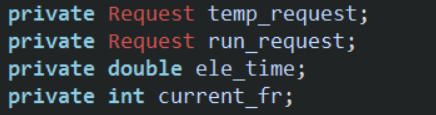 private Request temp_request;
private Request run_request;
private double ele_time;
private int current_fr;